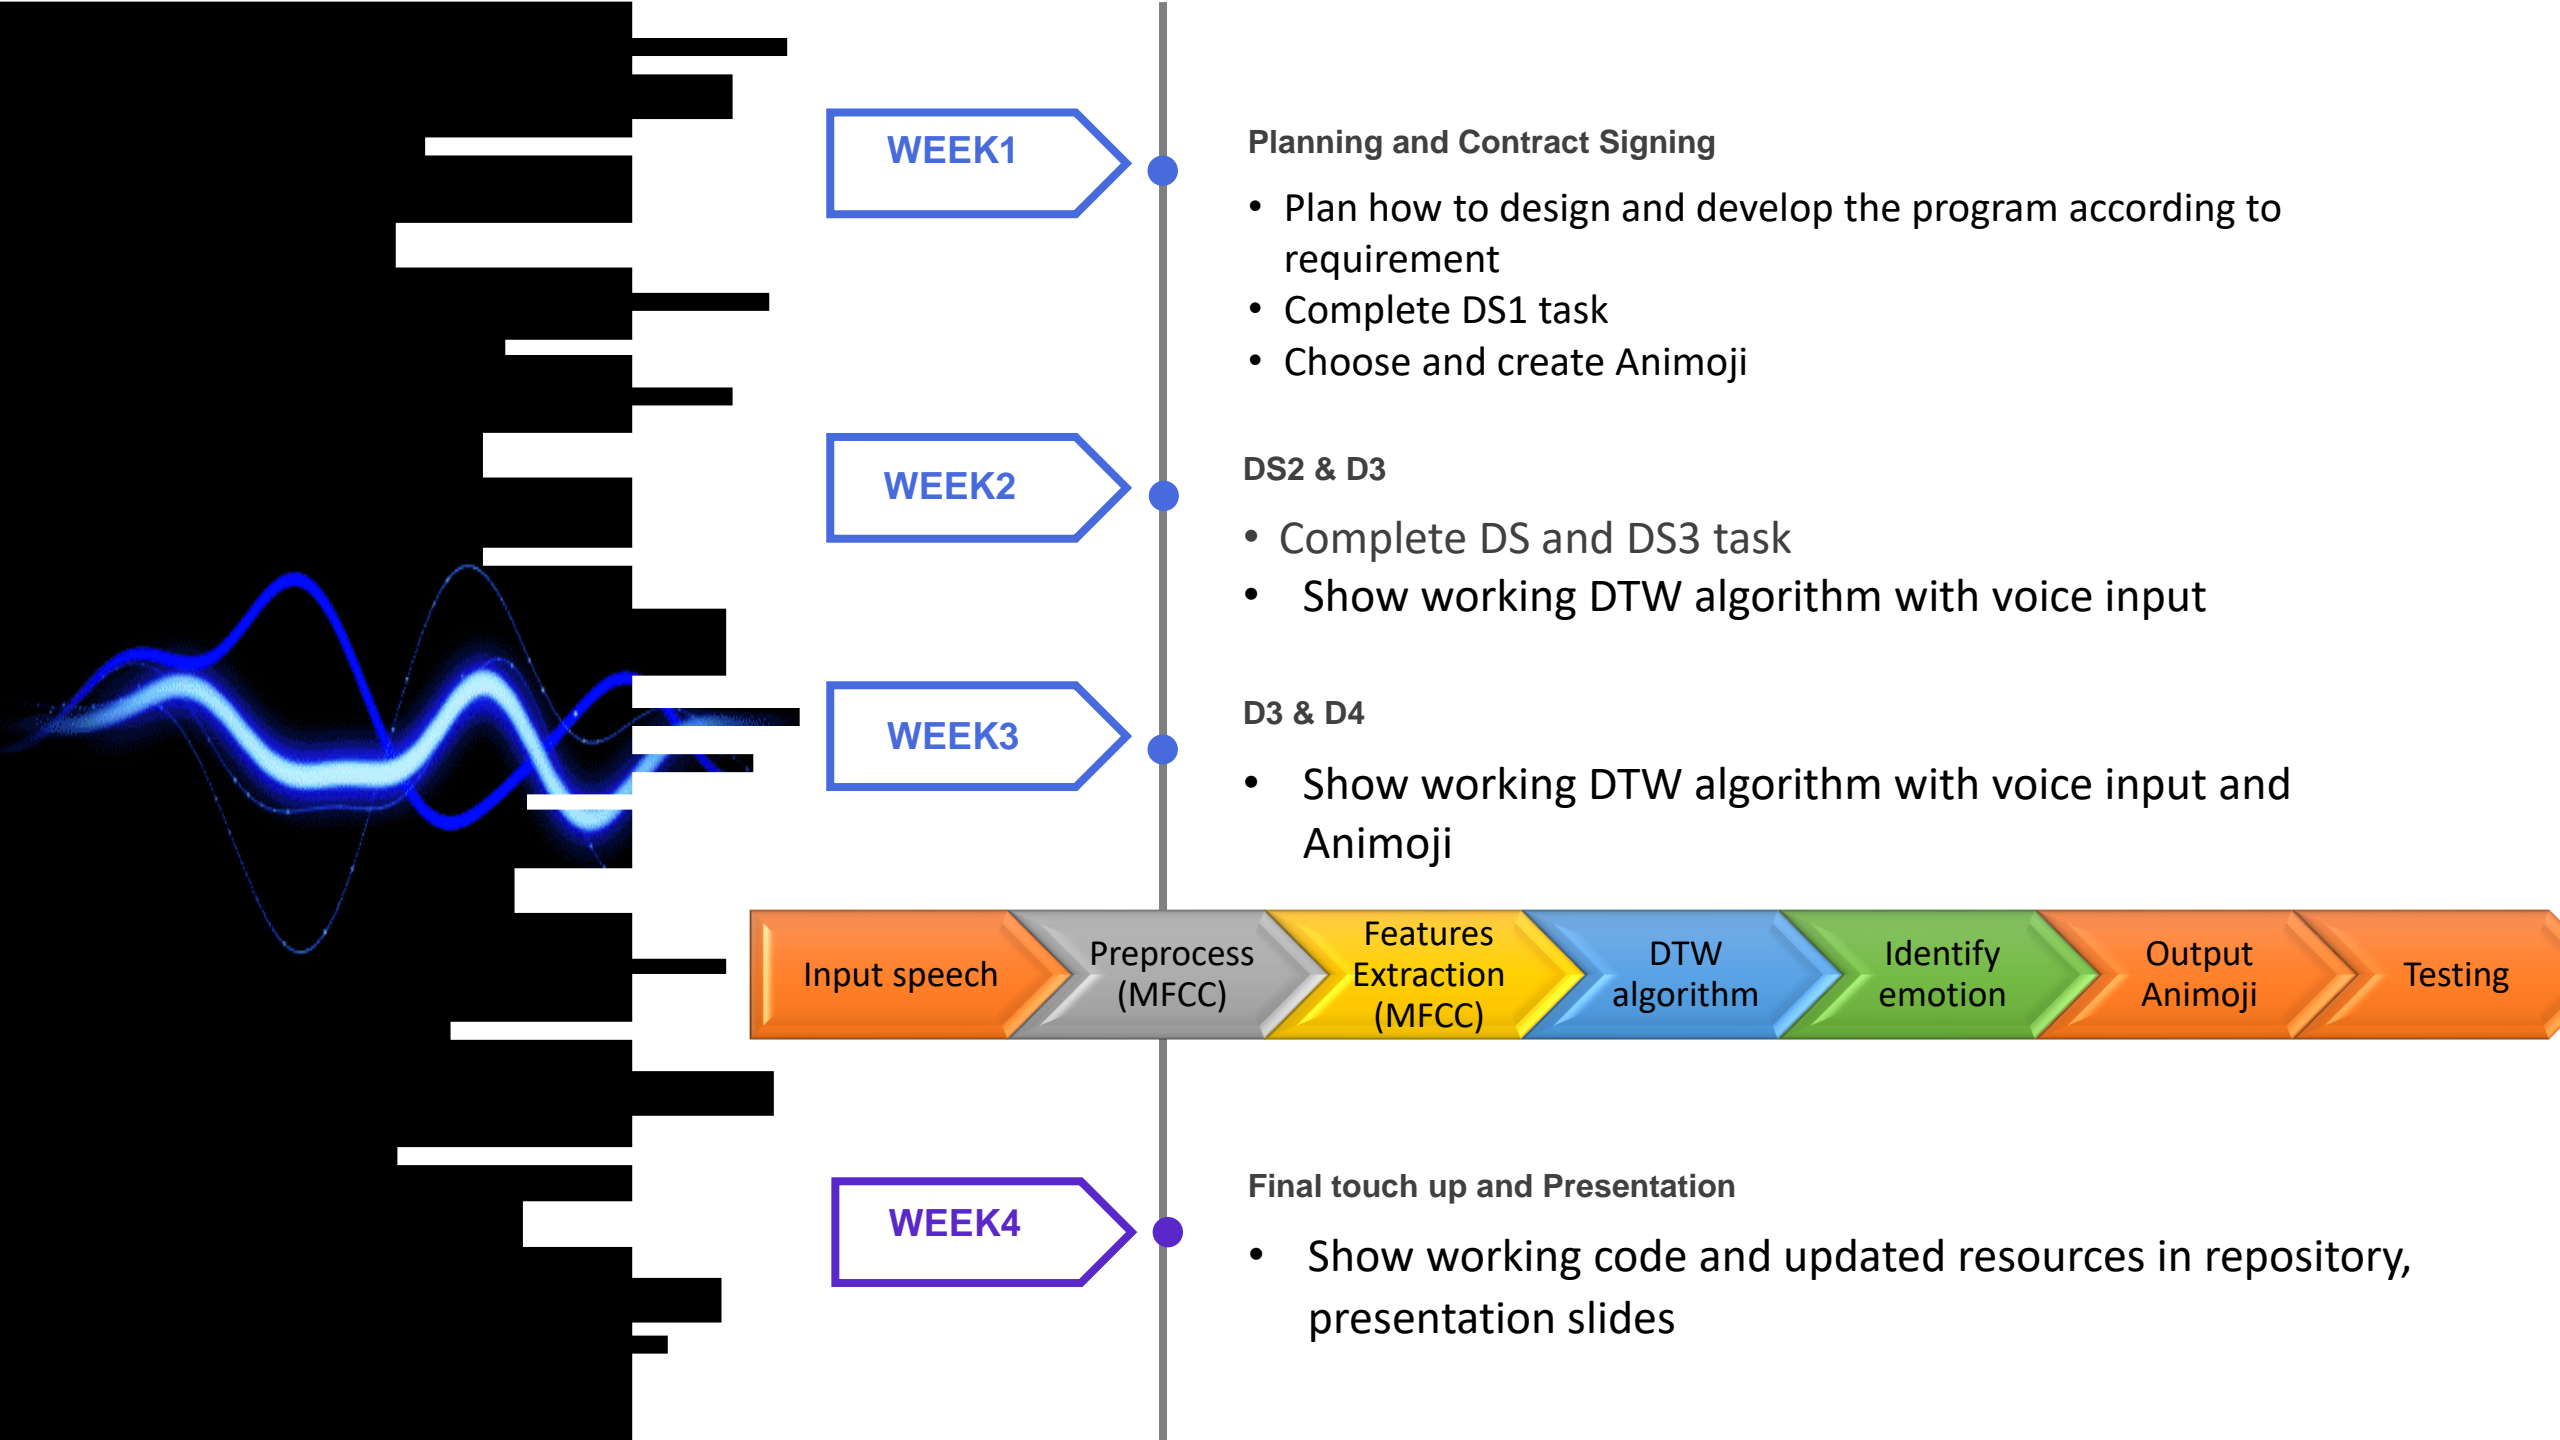 WEEK1
Planning and Contract Signing
• Plan how to design and develop the program according to
requirement
• Complete DS1 task
• Choose and create Animoji
WEEK2
DS2 & D3
• Complete DS and DS3 task
• Show working DTW algorithm with voice input
WEEK3
D3 & D4
• Show working DTW algorithm with voice input and
Animoji
Input speech
Preprocess
(MFCC)
Features
Extraction
(MFCC)
DTW
algorithm
Identify
emotion
Output
Animoji
Testing
WEEK4
Final touch up and Presentation
• Show working code and updated resources in repository,
presentation slides